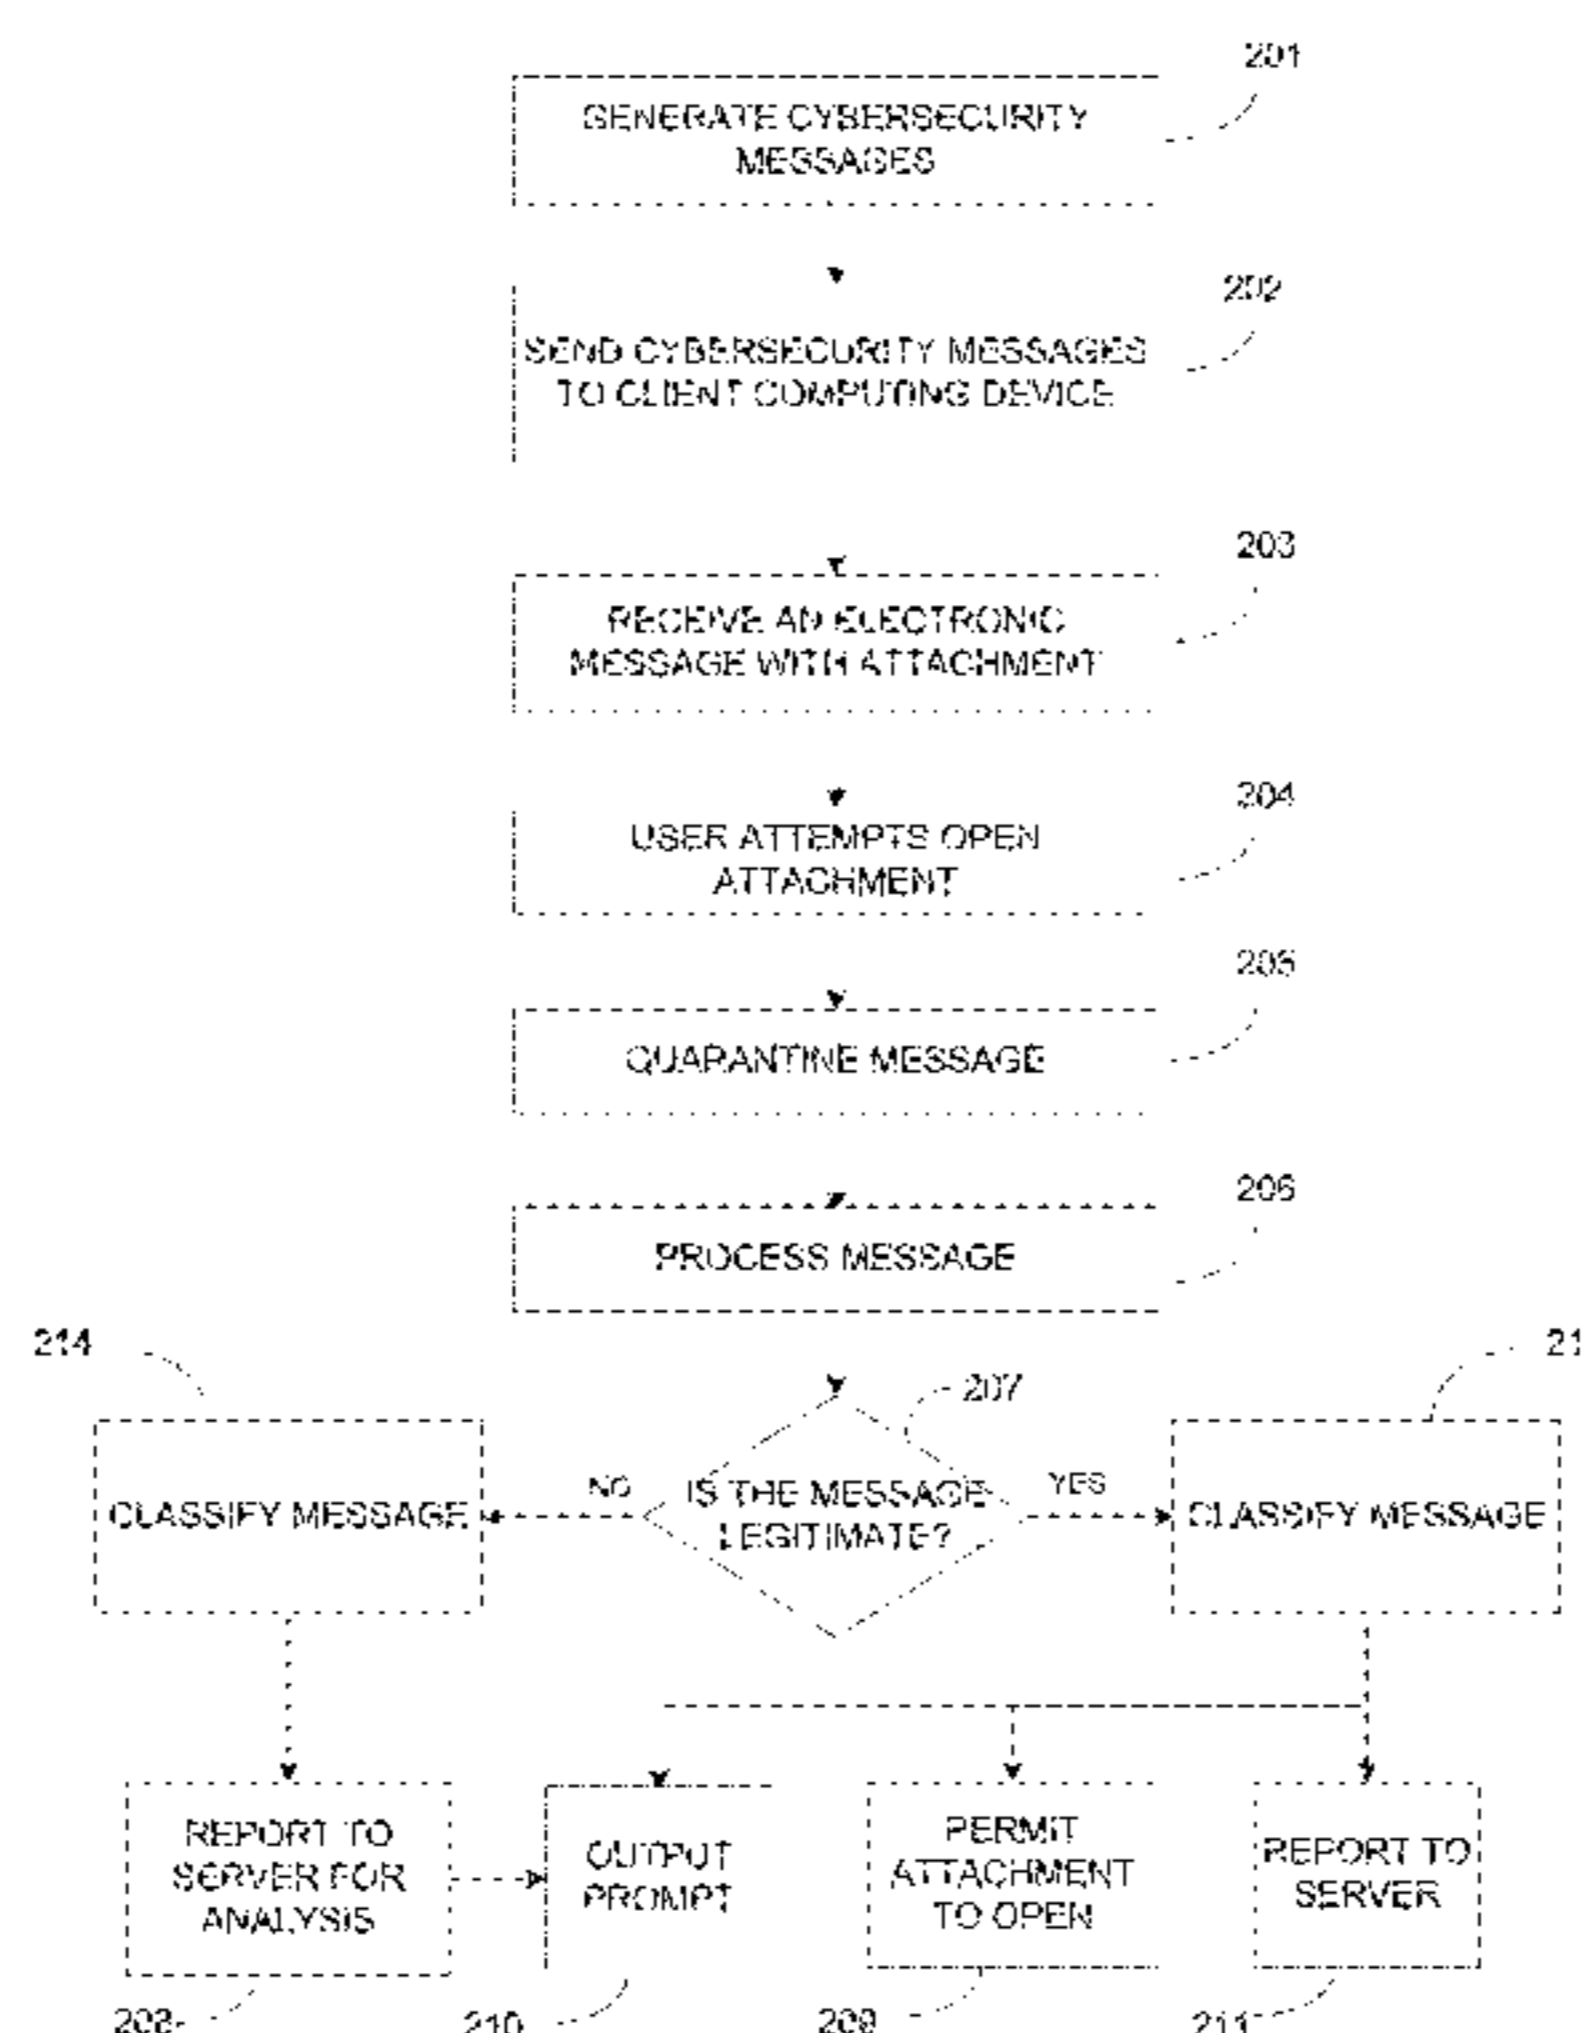 201
GENERATE CYBERSECURITY
MESSAGES
202
SEND CYBERSECURITY MESSAGES
TO CLIENT COMPUTING DEVICE
203
RECEIVE AN ELECTRONIC
MESSAGE WITH ATTACHMENT
204
USER ATTEMPTS OPEN
ATTACHMENT
205
QUARANTINE MESSAGE
206
PROCESS MESSAGE
214
21
207
CLASSIFY MESSAGE
NO
IS THE MESSAGE
LEGITIMATE?
YES
CLASSIFY MESSAGE
REPORT TO
SERVER FOR
ANALYSIS
OUTPUT
PROMPT
PERMIT
ATTACHMENT
TO OPEN
REPORT TO
SERVER
208
210
209
211